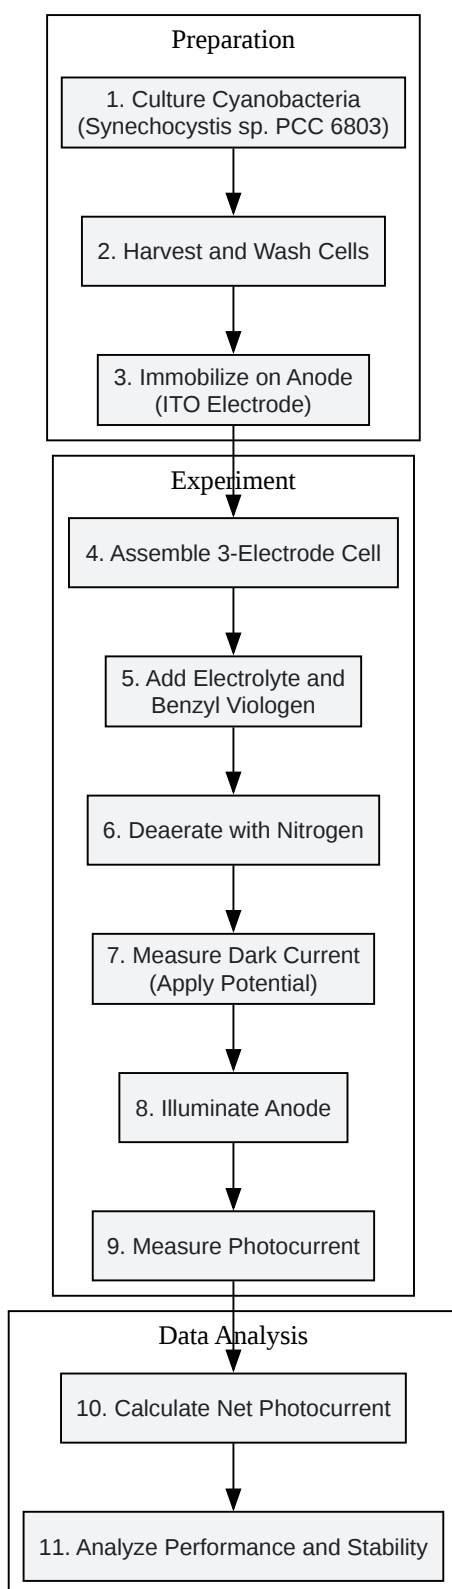 Preparation
1. Culture Cyanobacteria
(Synechocystis sp. PCC 6803)
2. Harvest and Wash Cells
3. Immobilize on Anode
(ITO Electrode)
Experiment
4. Assemble 3-Electrode Cell
5. Add Electrolyte and
Benzyl Viologen
6. Deaerate with Nitrogen
7. Measure Dark Current
(Apply Potential)
8. Illuminate Anode
9. Measure Photocurrent
Data Analysis
10. Calculate Net Photocurrent
11. Analyze Performance and Stability